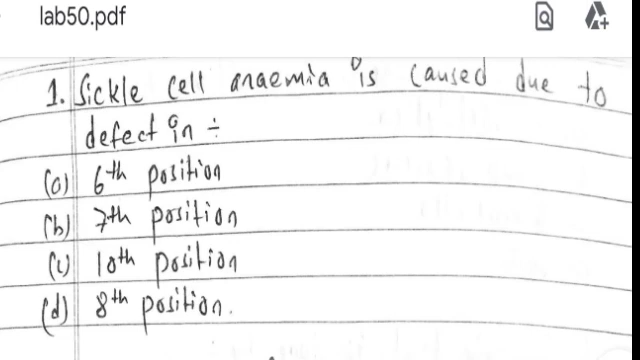 lab50.pdf
1. Sickle cell anaemia is caused due to
defect in ÷
(a) 6th position
(b) 7th position
(c) 10th position
(d) 8th position.